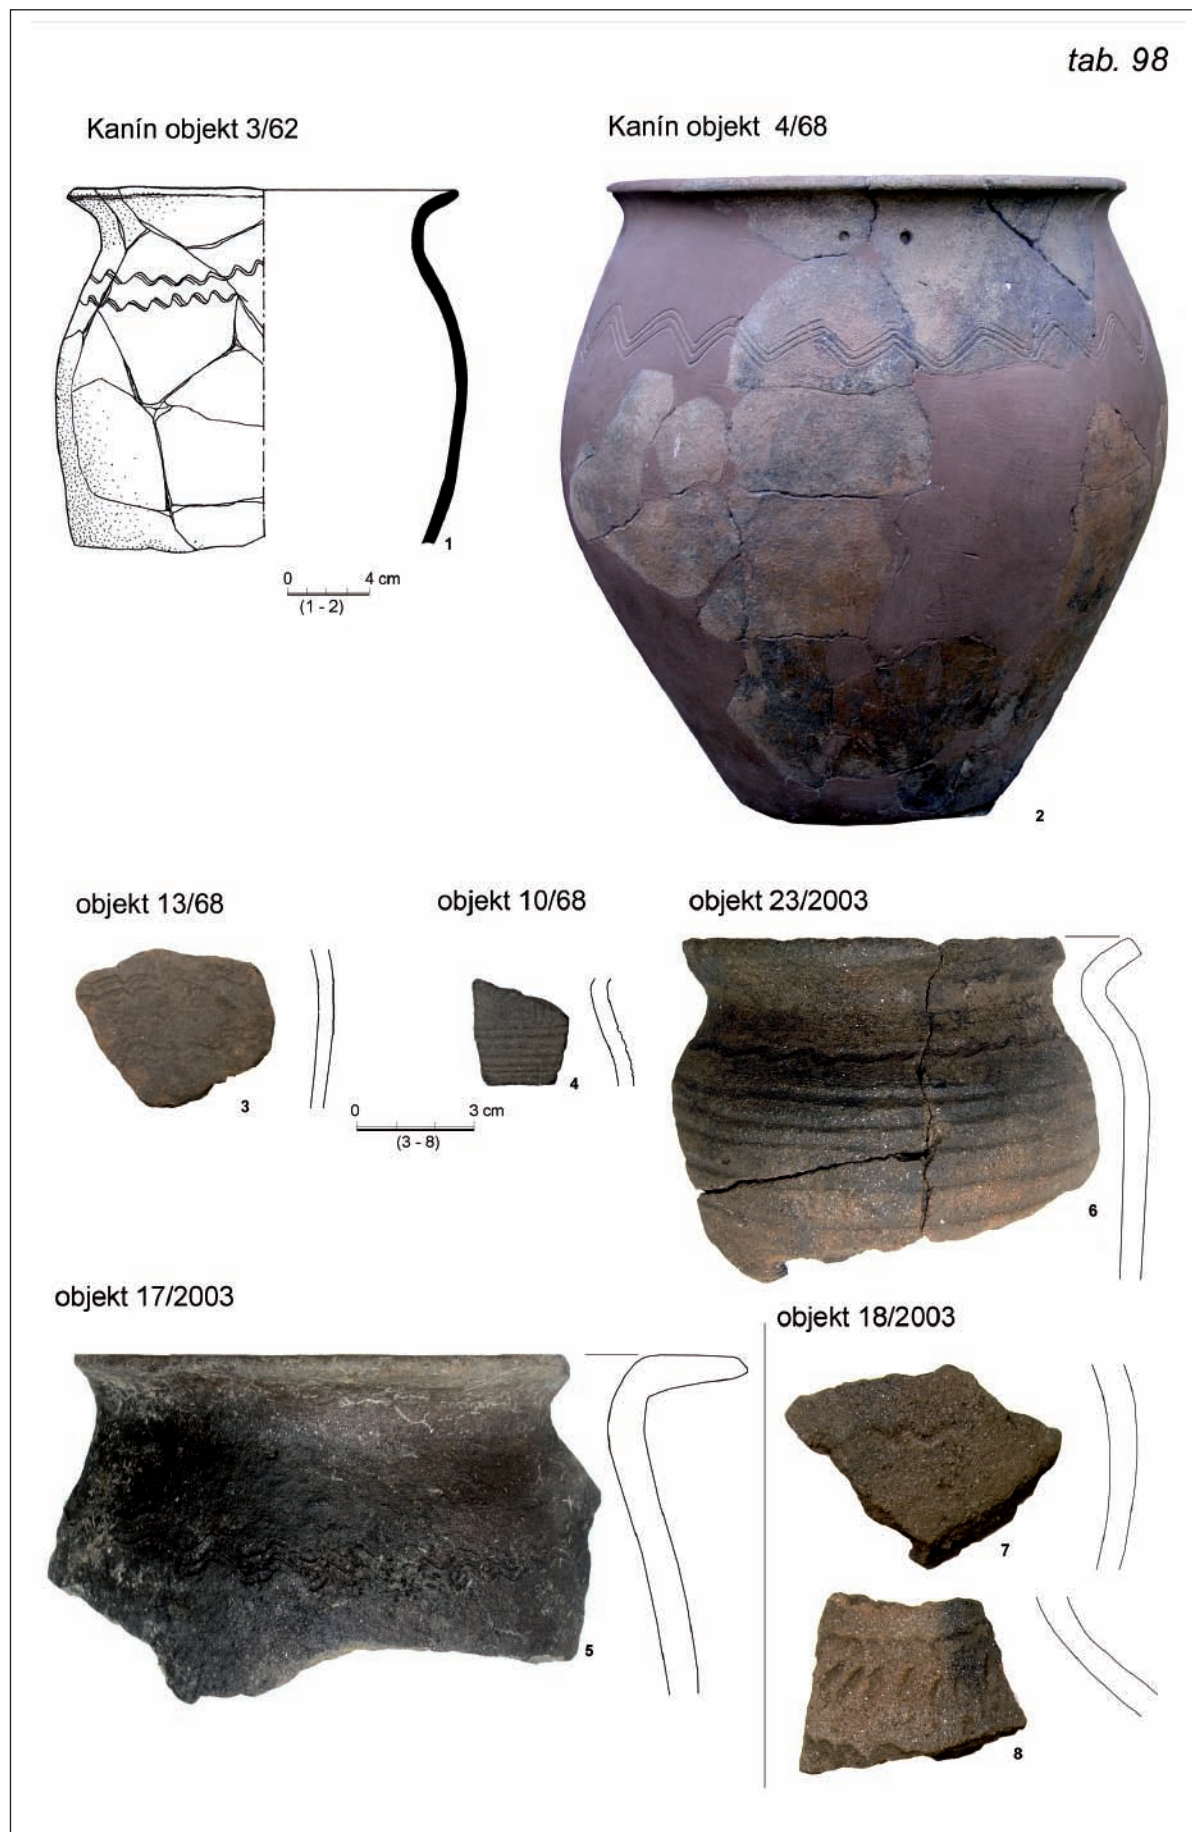 tab. 98
Kanín objekt 3/62
Kanín objekt 4/68
1
0 4 cm
(1 - 2)
2
objekt 13/68
objekt 10/68
objekt 23/2003
3
4
0 3 cm
(3 - 8)
6
objekt 17/2003
objekt 18/2003
5
7
8